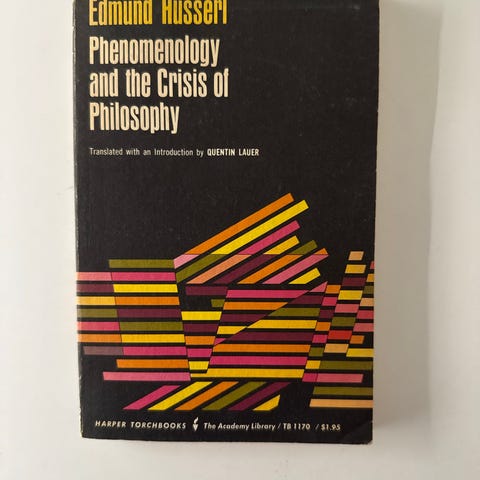 Edmund Husserl
Phenomenology
and the Crisis of
Philosophy
Translated with an Introduction by QUENTIN LAUER
HARPER TORCHBOOKS The Academy Library / TB 1170 / $1.95